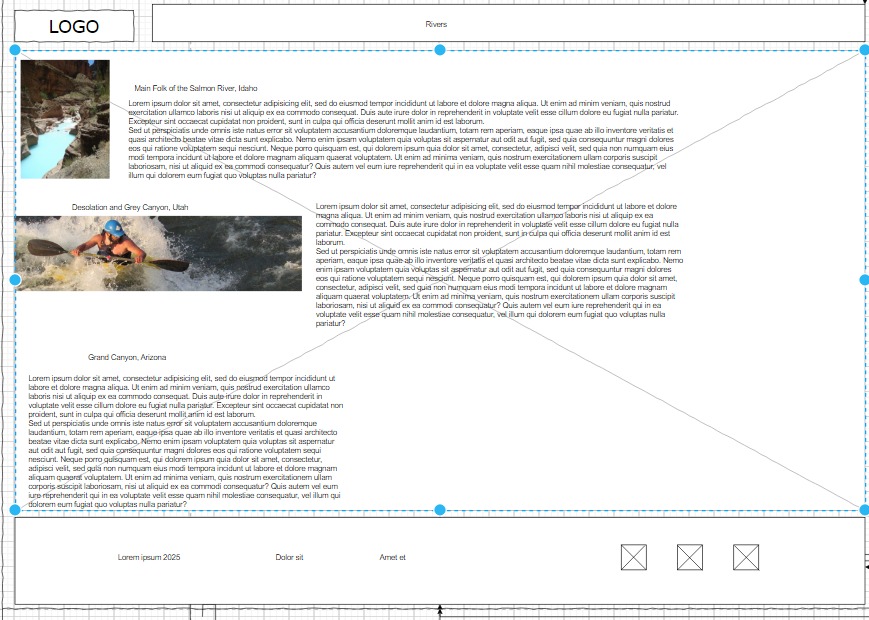 LOGO
Rivers
Main Folk of the Salmon River, Idaho
Lorem ipsum dolor sit amet, consectetur adipisicing elit, sed do eiusmod tempor incididunt ut labore et dolore magna aliqua. Ut enim ad minim veniam, quis nostrud
exercitation ullamco laboris nisi ut aliquip ex ea commodo consequat. Duis aute irure dolor in reprehenderit in voluptate velit esse cillum dolore eu fugiat nulla pariatur.
Excepteur sint occaecat cupidatat non proident, sunt in culpa qui officia deserunt mollit anim id est laborum.
Sed ut perspiciatis unde omnis iste natus error sit voluptatem accusantium doloremque laudantium, totam rem aperiam, eaque ipsa quae ab illo inventore veritatis et
quasi architecto beatae vitae dicta sunt explicabo. Nemo enim ipsam voluptatem quia voluptas sit aspernatur aut odit aut fugit, sed quia consequuntur magni dolores
eos qui ratione voluptatem sequi nesciunt. Neque porro quisquam est, qui dolorem ipsum quia dolor sit amet, consectetur, adipisci velit, sed quia non numquam eius
modi tempora incidunt ut labore et dolore magnam aliquam quaerat voluptatem. Ut enim ad minima veniam, quis nostrum exercitationem ullam corporis suscipit
laboriosam, nisi ut aliquid ex ea commodi consequatur? Quis autem vel eum iure reprehenderit qui in ea voluptate velit esse quam nihil molestiae consequatur, vel
illum qui dolorem eum fugiat quo voluptas nulla pariatur?
Desolation and Grey Canyon, Utah
Lorem ipsum dolor sit amet, consectetur adipisicing elit, sed do eiusmod tempor incididunt ut labore et dolore
magna aliqua. Ut enim ad minim veniam, quis nostrud exercitation ullamco laboris nisi ut aliquip ex ea
commodo consequat. Duis aute irure dolor in reprehenderit in voluptate velit esse cillum dolore eu fugiat nulla
pariatur. Excepteur sint occaecat cupidatat non proident, sunt in culpa qui officia deserunt mollit anim id est
laborum.
Sed ut perspiciatis unde omnis iste natus error sit voluptatem accusantium doloremque laudantium, totam rem
aperiam, eaque ipsa quae ab illo inventore veritatis et quasi architecto beatae vitae dicta sunt explicabo. Nemo
enim ipsam voluptatem quia voluptas sit aspernatur aut odit aut fugit, sed quia consequuntur magni dolores
eos qui ratione voluptatem sequi nesciunt. Neque porro quisquam est, qui dolorem ipsum quia dolor sit amet,
consectetur, adipisci velit, sed quia non numquam eius modi tempora incidunt ut labore et dolore magnam
aliquam quaerat voluptatem. Ut enim ad minima veniam, quis nostrum exercitationem ullam corporis suscipit
laboriosam, nisi ut aliquid ex ea commodi consequatur? Quis autem vel eum iure reprehenderit qui in ea
voluptate velit esse quam nihil molestiae consequatur, vel illum qui dolorem eum fugiat quo voluptas nulla
pariatur?
Grand Canyon, Arizona
Lorem ipsum dolor sit amet, consectetur adipisicing elit, sed do eiusmod tempor incididunt ut
labore et dolore magna aliqua. Ut enim ad minim veniam, quis nostrud exercitation ullamco
laboris nisi ut aliquip ex ea commodo consequat. Duis aute irure dolor in reprehenderit in
voluptate velit esse cillum dolore eu fugiat nulla pariatur. Excepteur sint occaecat cupidatat non
proident, sunt in culpa qui officia deserunt mollit anim id est laborum.
Sed ut perspiciatis unde omnis iste natus error sit voluptatem accusantium doloremque
laudantium, totam rem aperiam, eaque ipsa quae ab illo inventore veritatis et quasi architecto
beatae vitae dicta sunt explicabo. Nemo enim ipsam voluptatem quia voluptas sit aspernatur
aut odit aut fugit, sed quia consequuntur magni dolores eos qui ratione voluptatem sequi
nesciunt. Neque porro quisquam est, qui dolorem ipsum quia dolor sit amet, consectetur,
adipisci velit, sed quia non numquam eius modi tempora incidunt ut labore et dolore magnam
aliquam quaerat voluptatem. Ut enim ad minima veniam, quis nostrum exercitationem ullam
corporis suscipit laboriosam, nisi ut aliquid ex ea commodi consequatur? Quis autem vel eum
iure reprehenderit qui in ea voluptate velit esse quam nihil molestiae consequatur, vel illum qui
dolorem eum fugiat quo voluptas nulla pariatur?
Lorem ipsum 2025
Dolor sit
Amet et